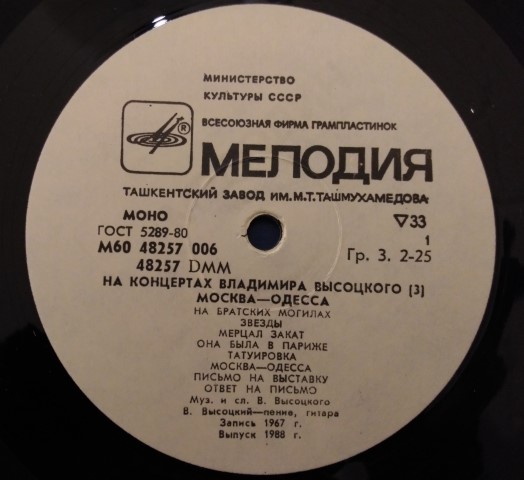 МИНИСТЕРСТВО
КУЛЬТУРЫ СССР
ВСЕСОЮЗНАЯ ФИРМА ГРАМПЛАСТИНОК
®
МЕЛОДИЯ
ТАШКЕНТСКИЙ ЗАВОД ИМ.М.Т.ТАШМУХАМЕДОВА
МОНО ▽33
ГОСТ 5289-80 1
М60 48257 006 Гр. 3. 2-25
48257 DMM
НА КОНЦЕРТАХ ВЛАДИМИРА ВЫСОЦКОГО (3)
МОСКВА—ОДЕССА
НА БРАТСКИХ МОГИЛАХ
ЗВЕЗДЫ
МЕРЦАЛ ЗАКАТ
ОНА БЫЛА В ПАРИЖЕ
ТАТУИРОВКА
МОСКВА—ОДЕССА
ПИСЬМО НА ВЫСТАВКУ
ОТВЕТ НА ПИСЬМО
Муз. и сл. В. Высоцкого
В. Высоцкий—пение, гитара
Запись 1967 г.
Выпуск 1988 г.